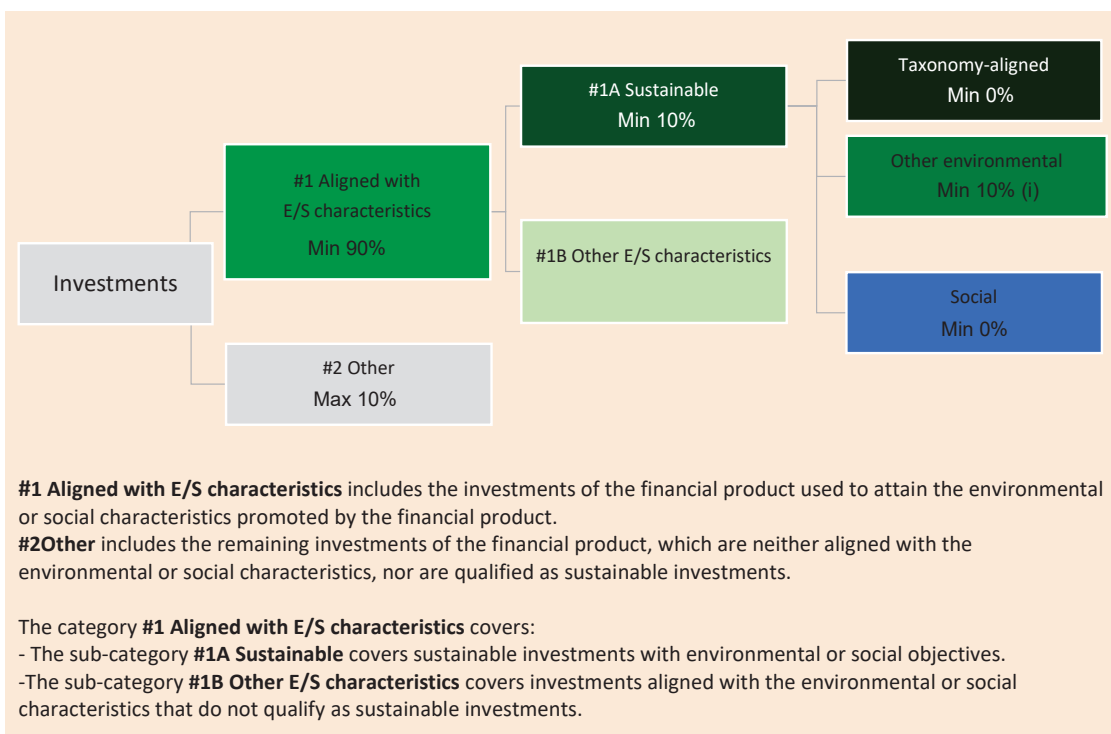 Investments
#1 Aligned with
E/S characteristics
Min 90%
#2 Other
Max 10%
#1A Sustainable
Min 10%
#1B Other E/S characteristics
Taxonomy-aligned
Min 0%
Other environmental
Min 10% (i)
Social
Min 0%
#1 Aligned with E/S characteristics includes the investments of the financial product used to attain the environmental
or social characteristics promoted by the financial product.
#2Other includes the remaining investments of the financial product, which are neither aligned with the
environmental or social characteristics, nor are qualified as sustainable investments.
The category #1 Aligned with E/S characteristics covers:
- The sub-category #1A Sustainable covers sustainable investments with environmental or social objectives.
-The sub-category #1B Other E/S characteristics covers investments aligned with the environmental or social
characteristics that do not qualify as sustainable investments.